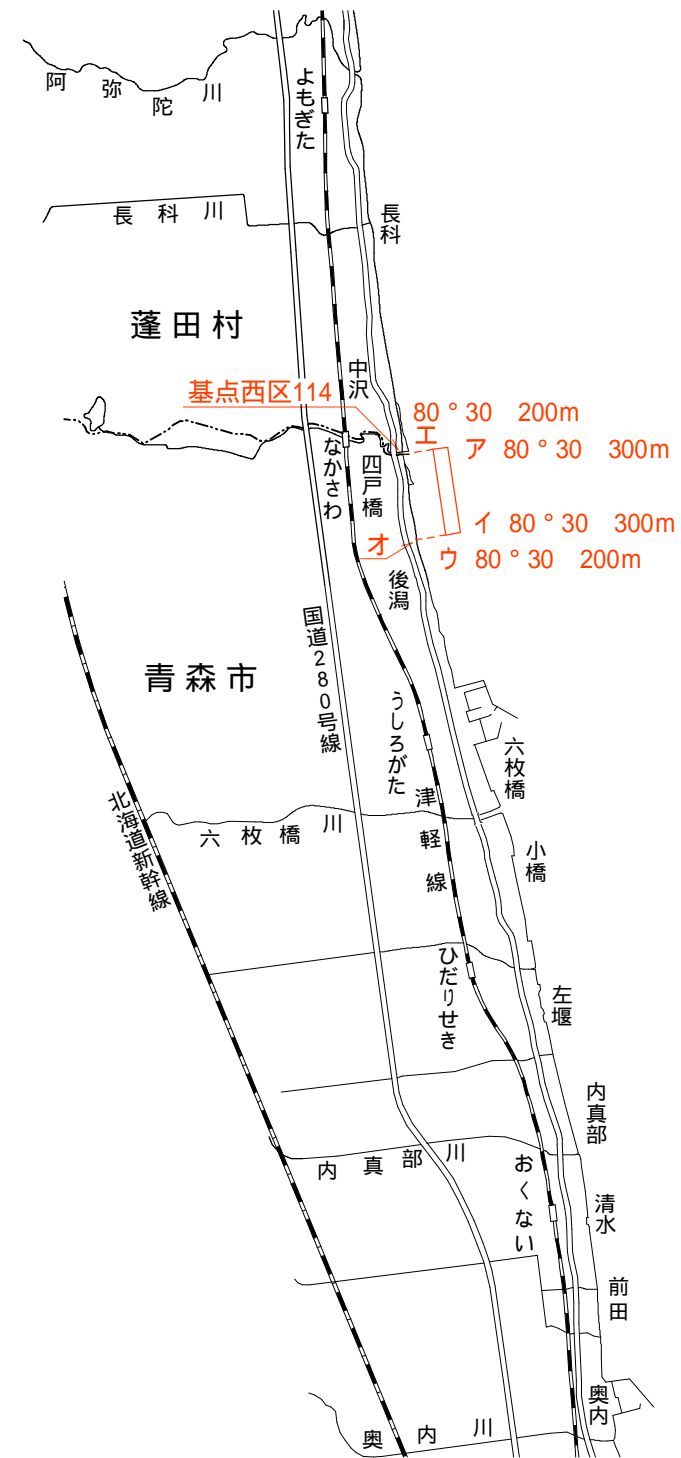 阿弥陀川
よもぎた
長科川
長科
蓬田村
中沢
基点西区114
80°30 200m
エ
ア 80°30 300m
なかさわ
四戸橋
イ 80°30 300m
オ
ウ 80°30 200m
後潟
国道280号線
青森市
うしろがた
六枚橋
北海道新幹線
六枚橋川
津軽線
小橋
ひだりせき
左堰
内真部
内真部川
おくない
清水
前田
奥内
奥内川